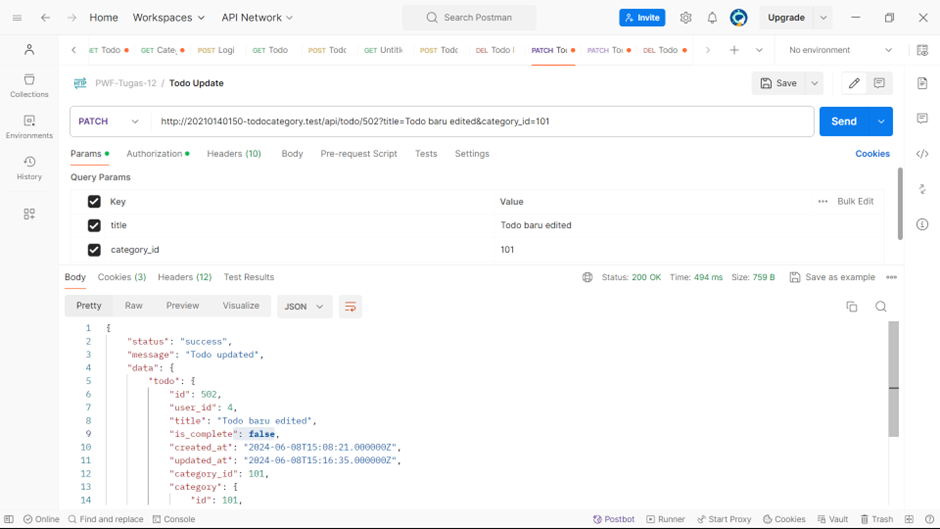 Home Workspaces API Network Search Postman Invite Upgrade
ET Todo GET Cate POST Logi GET Todo POST Todo GET Untitl POST Todo DEL Todo PATCH To PATCH To DEL Todo No environment
PWF-Tugas-12 / Todo Update Save
PATCH http://20210140150-todocategory.test/api/todo/502?title=Todo baru edited&category_id=101 Send
Params Authorization Headers (10) Body Pre-request Script Tests Settings Cookies
Query Params
Key Value Bulk Edit
title Todo baru edited
category_id 101
Body Cookies (3) Headers (12) Test Results Status: 200 OK Time: 494 ms Size: 759 B Save as example
Pretty Raw Preview Visualize JSON
1 {
2 "status": "success",
3 "message": "Todo updated",
4 "data": {
5 "todo": {
6 "id": 502,
7 "user_id": 4,
8 "title": "Todo baru edited",
9 "is_complete": false,
10 "created_at": "2024-06-08T15:08:21.000000Z",
11 "updated_at": "2024-06-08T15:16:35.000000Z",
12 "category_id": 101,
13 "category": {
14 "id": 101,
Collections
Environments
History
Online Find and replace Console Postbot Runner Start Proxy Cookies Vault Trash